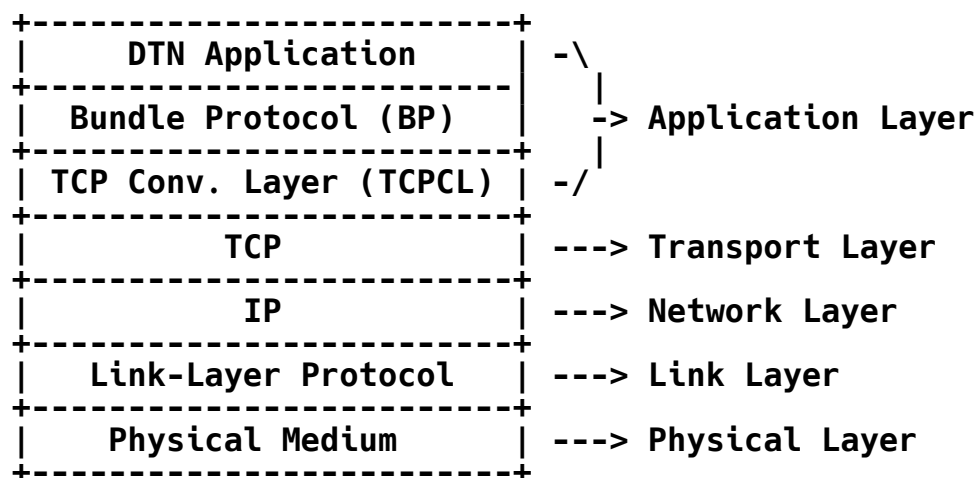 +-------------------------+
|     DTN Application     | -\
+-------------------------|   |
|  Bundle Protocol (BP)   |   -> Application Layer
+-------------------------+   |
| TCP Conv. Layer (TCPCL) | -/
+-------------------------+
|          TCP            | ---> Transport Layer
+-------------------------+
|           IP            | ---> Network Layer
+-------------------------+
|   Link-Layer Protocol   | ---> Link Layer
+-------------------------+
|    Physical Medium      | ---> Physical Layer
+-------------------------+